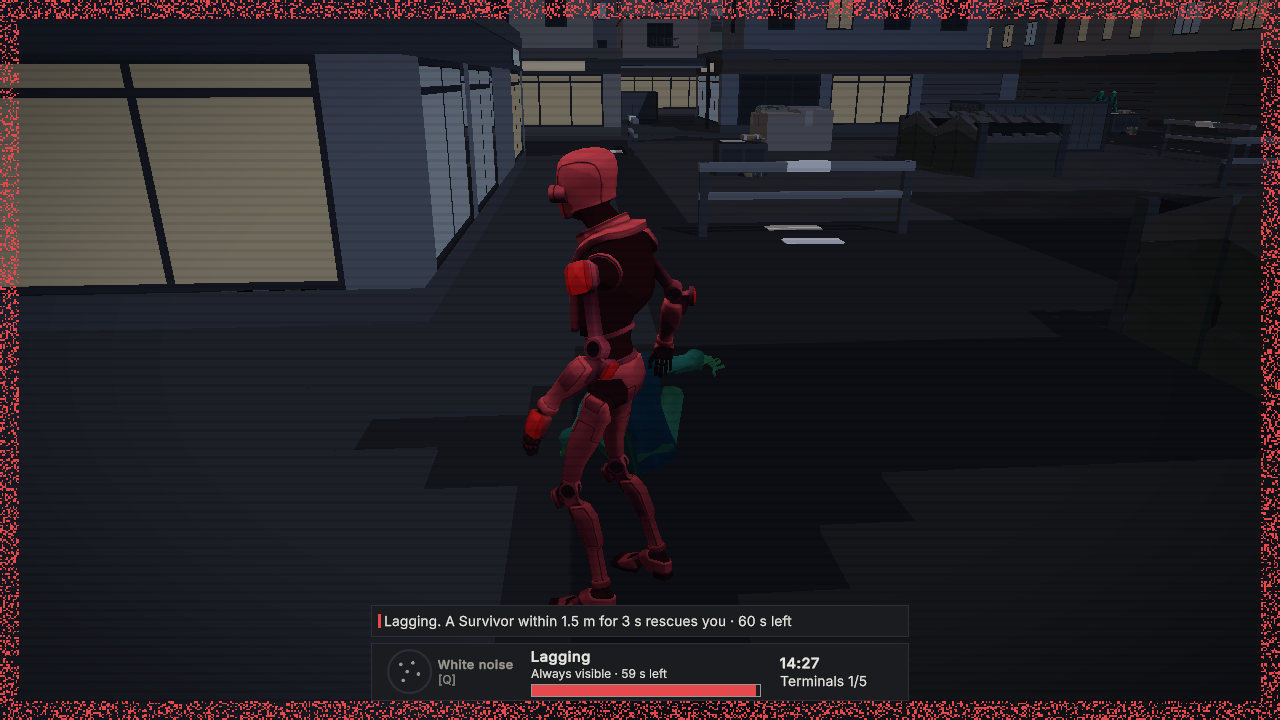 Lagging. A Survivor within 1.5 m for 3 s rescues you · 60 s left
White noise
[Q]
Lagging
Always visible · 59 s left
14:27
Terminals 1/5